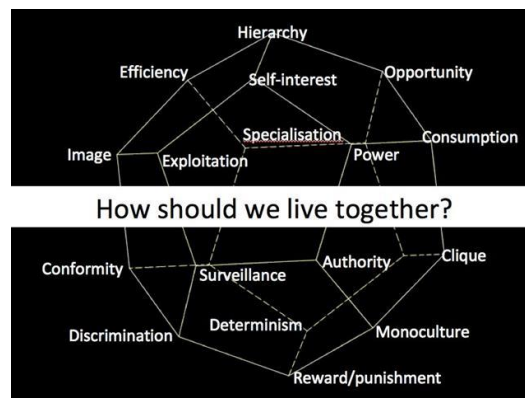 Hierarchy
Efficiency
Self-interest
Opportunity
Specialisation
Consumption
Image
Exploitation
Power
How should we live together?
Conformity
Surveillance
Authority
Clique
Discrimination
Determinism
Monoculture
Reward/punishment